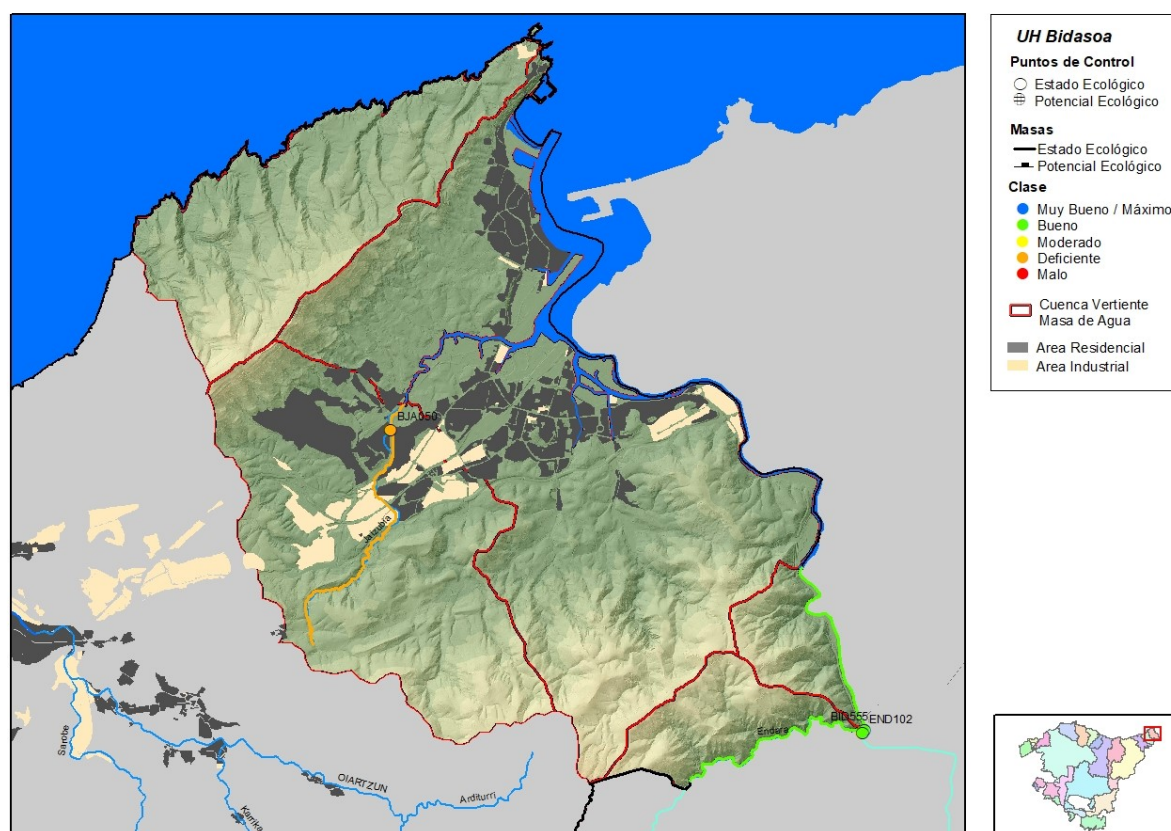 UH Bidasoa
Puntos de Control
Estado Ecológico
Potencial Ecológico
Masas
Estado Ecológico
Potencial Ecológico
Clase
Muy Bueno / Máximo
Bueno
Moderado
Deficiente
Malo
Cuenca Vertiente
Masa de Agua
Area Residencial
Area Industrial
BJA050
Jaizubia
BID555
END102
Endara
Sarobe
OIARTZUN
Arditurri
Karrika